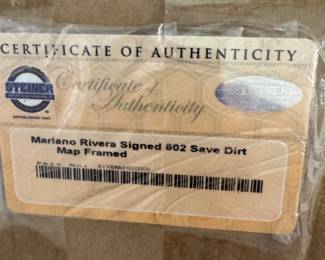 CERTIFICATE OF AUTHENTICITY
STEINER
Certificate of
Authenticity
STEINER
Mariano Rivera Signed 602 Save Dirt
Map Framed